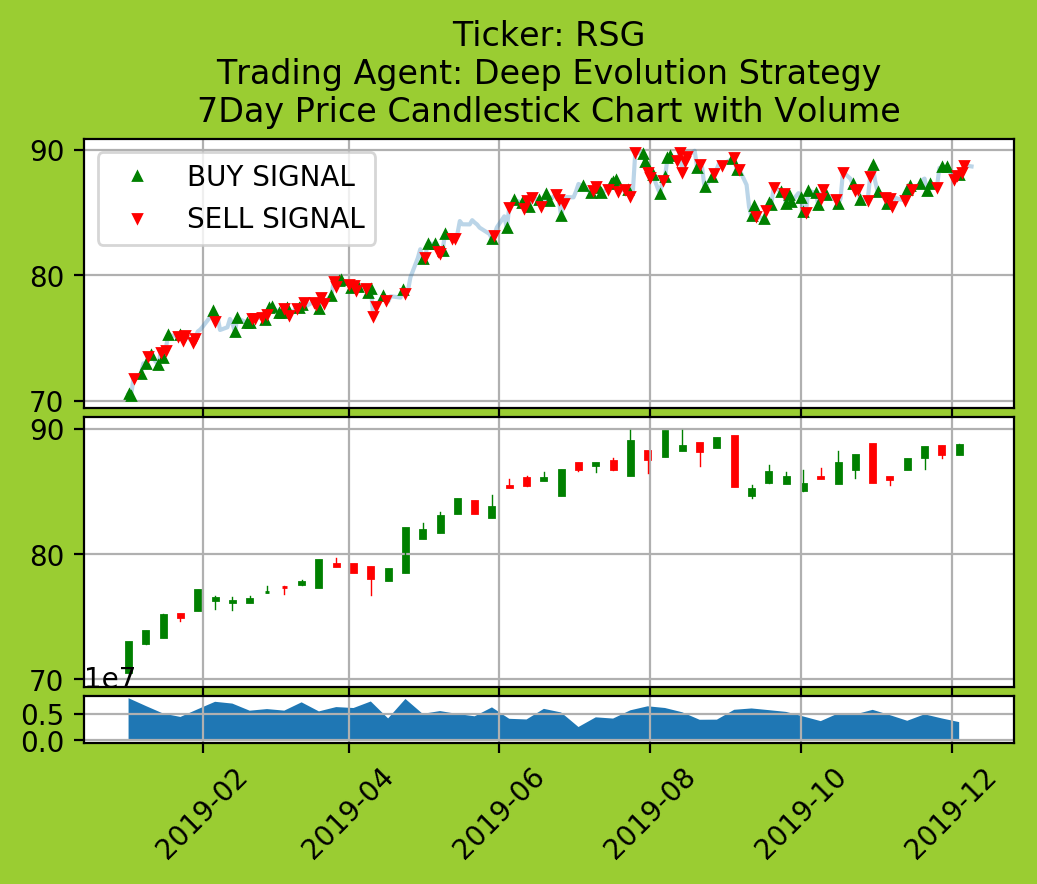 Ticker: RSG
Trading Agent: Deep Evolution Strategy
7Day Price Candlestick Chart with Volume
90
BUY SIGNAL
SELL SIGNAL
80
70
90
80
70
1e7
0.5
0.0
2019-02
2019-04
2019-06
2019-08
2019-10
2019-12